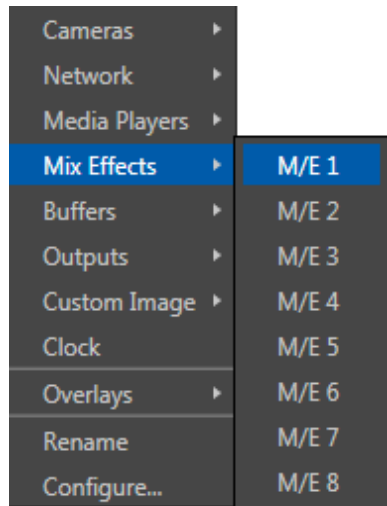 Cameras
Network
Media Players
Mix Effects
Buffers
Outputs
Custom Image
Clock
Overlays
Rename
Configure...
M/E 1
M/E 2
M/E 3
M/E 4
M/E 5
M/E 6
M/E 7
M/E 8